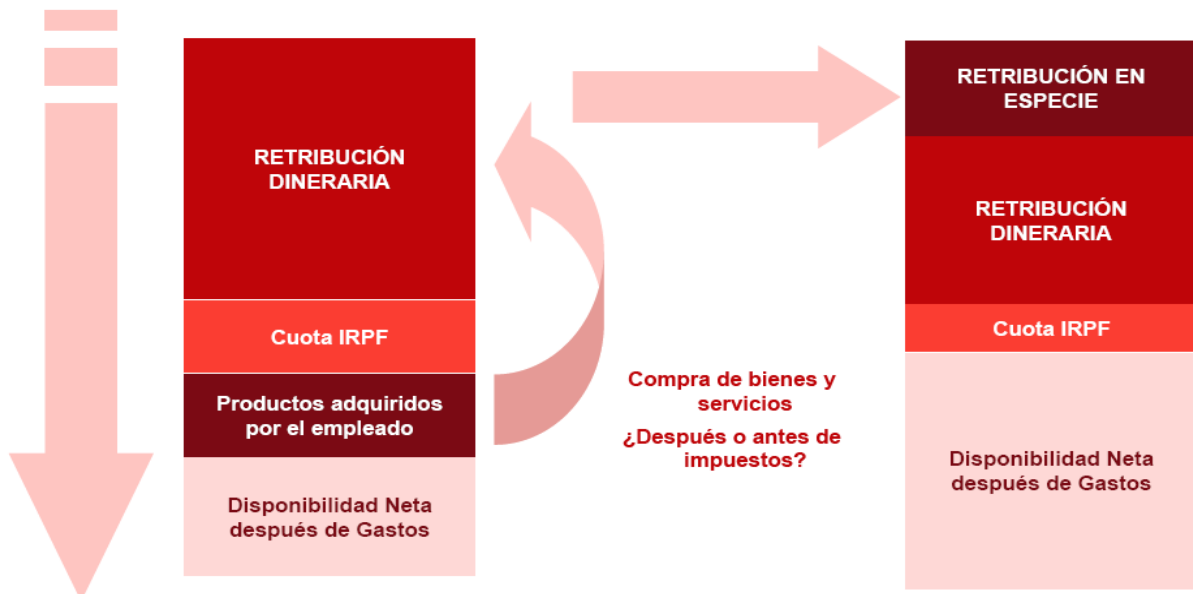 RETRIBUCIÓN
DINERARIA
Cuota IRPF
Productos adquiridos
por el empleado
Disponibilidad Neta
después de Gastos
Compra de bienes y
servicios
¿Después o antes de
impuestos?
RETRIBUCIÓN EN
ESPECIE
RETRIBUCIÓN
DINERARIA
Cuota IRPF
Disponibilidad Neta
después de Gastos